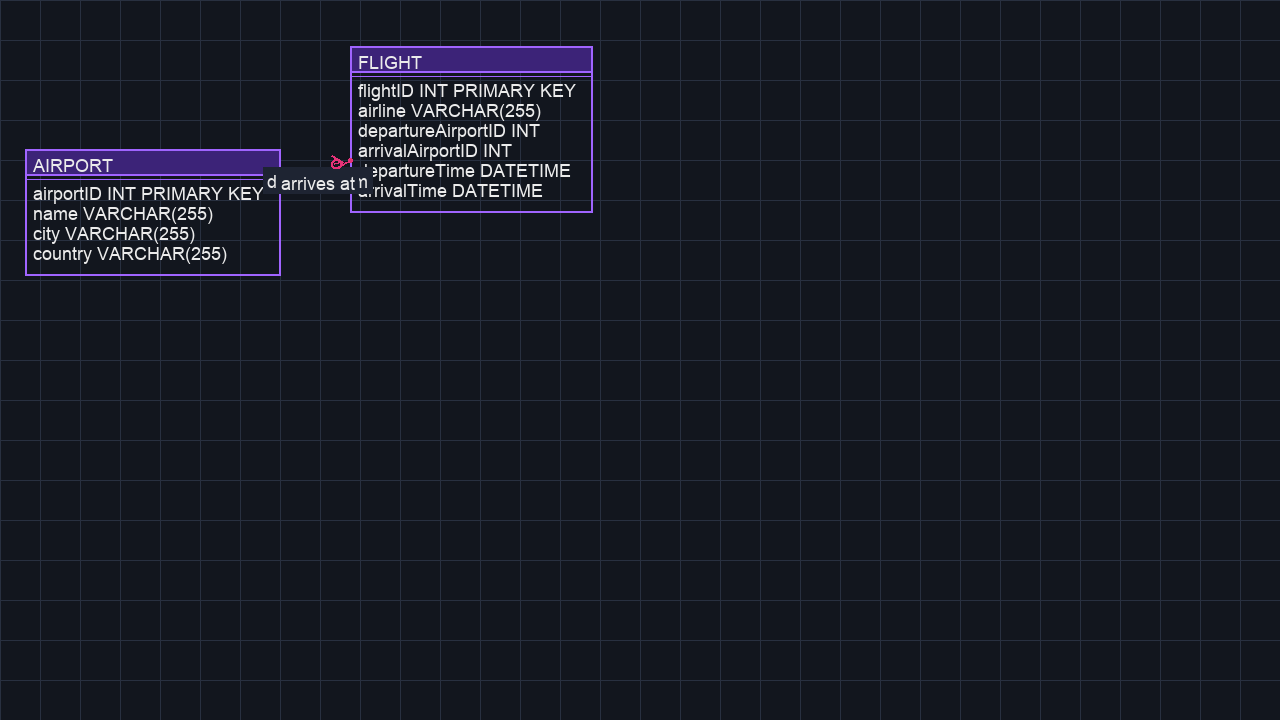 FLIGHT
flightID INT PRIMARY KEY
airline VARCHAR(255)
departureAirportID INT
arrivalAirportID INT
departureTime DATETIME
arrivalTime DATETIME
AIRPORT
airportID INT PRIMARY KEY
name VARCHAR(255)
city VARCHAR(255)
country VARCHAR(255)
arrives at